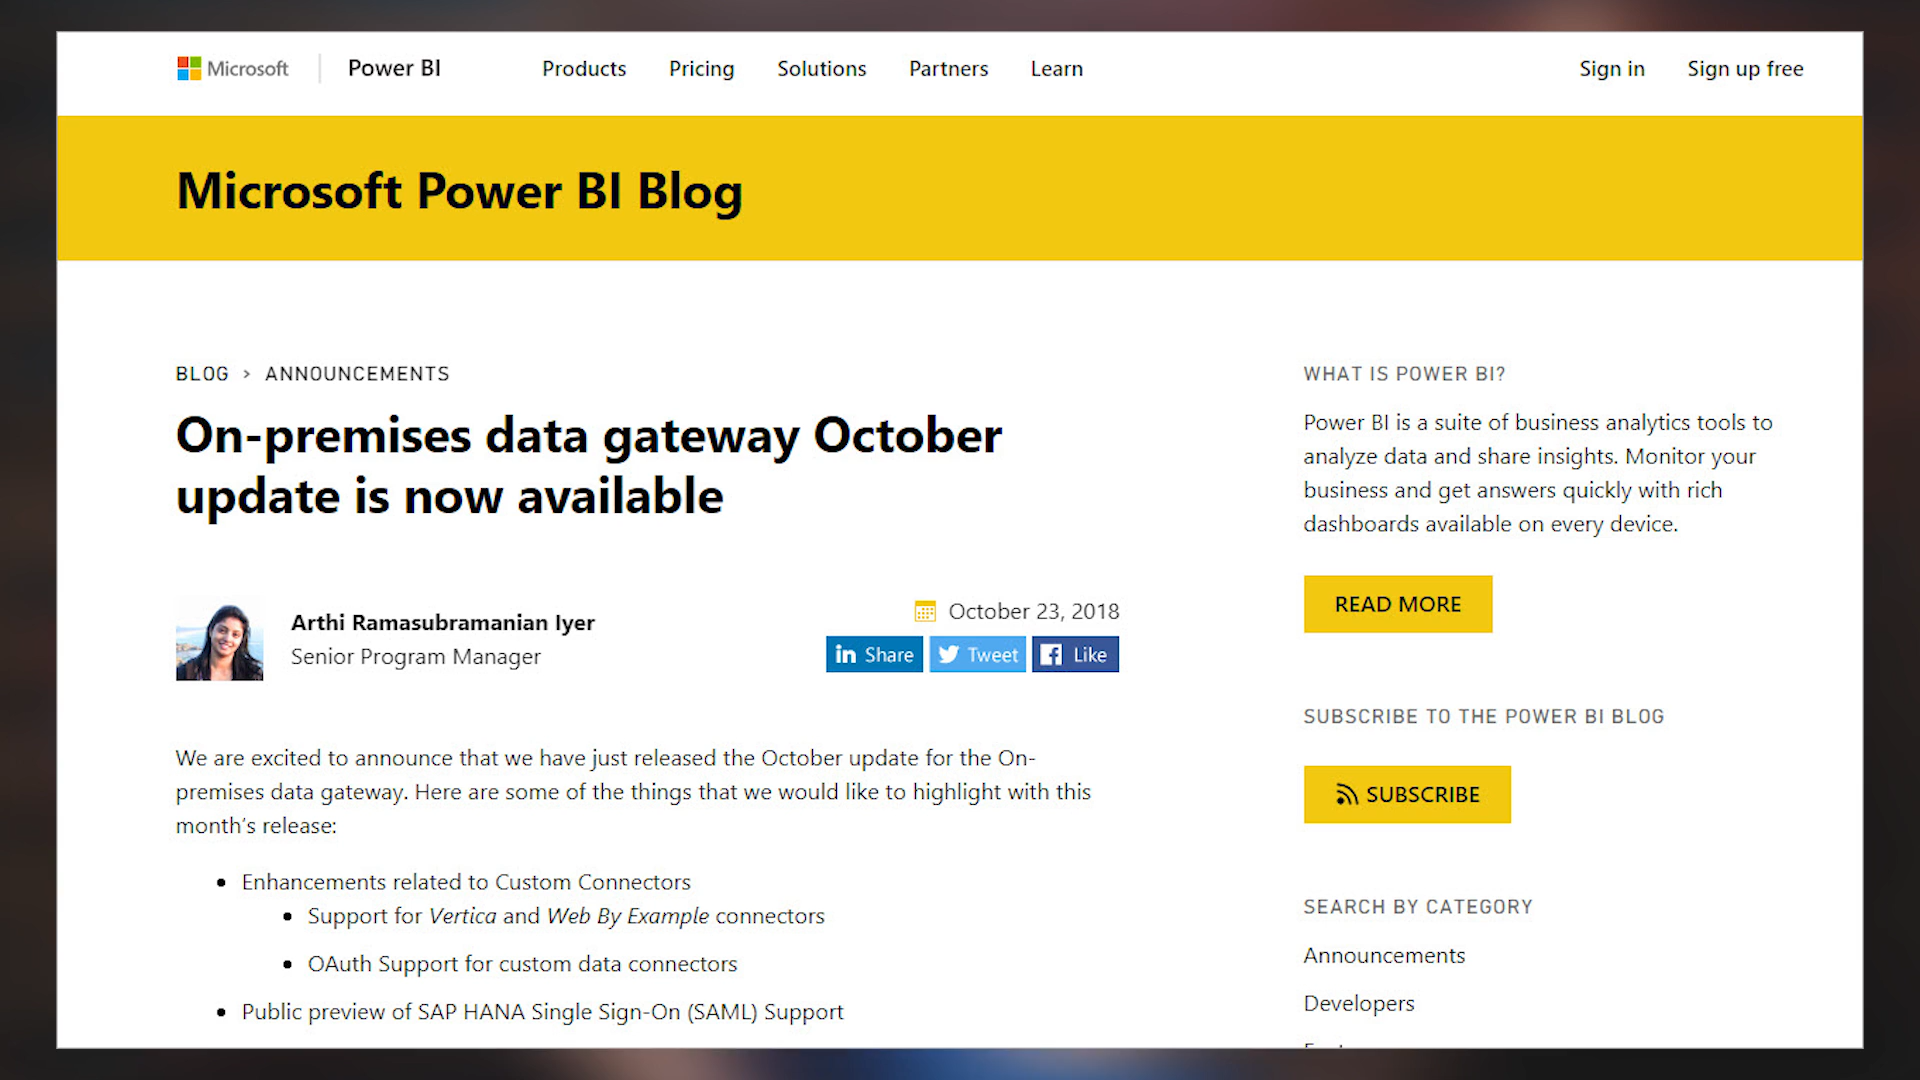 Microsoft Power BI Products Pricing Solutions Partners Learn Sign in Sign up free
Microsoft Power BI Blog
BLOG > ANNOUNCEMENTS
On-premises data gateway October
update is now available
Arthi Ramasubramanian Iyer
Senior Program Manager
October 23, 2018
in Share Tweet Like
We are excited to announce that we have just released the October update for the On-
premises data gateway. Here are some of the things that we would like to highlight with this
month’s release:
• Enhancements related to Custom Connectors
• Support for Vertica and Web By Example connectors
• OAuth Support for custom data connectors
• Public preview of SAP HANA Single Sign-On (SAML) Support
WHAT IS POWER BI?
Power BI is a suite of business analytics tools to
analyze data and share insights. Monitor your
business and get answers quickly with rich
dashboards available on every device.
READ MORE
SUBSCRIBE TO THE POWER BI BLOG
SUBSCRIBE
SEARCH BY CATEGORY
Announcements
Developers